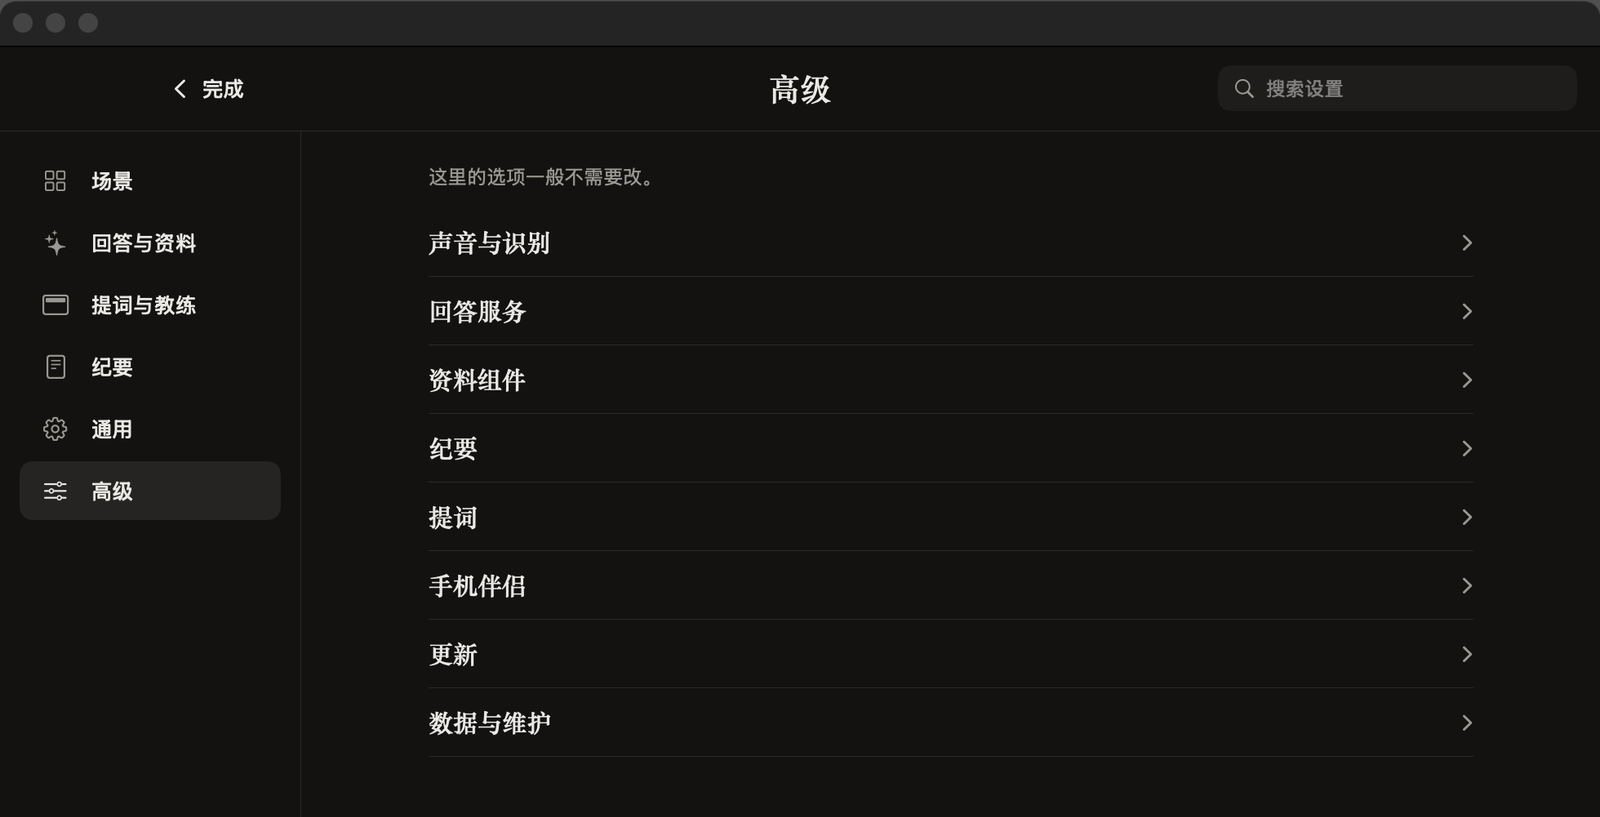 完成
高级
搜索设置
场景
回答与资料
提词与教练
纪要
通用
高级
这里的选项一般不需要改。
声音与识别
回答服务
资料组件
纪要
提词
手机伴侣
更新
数据与维护